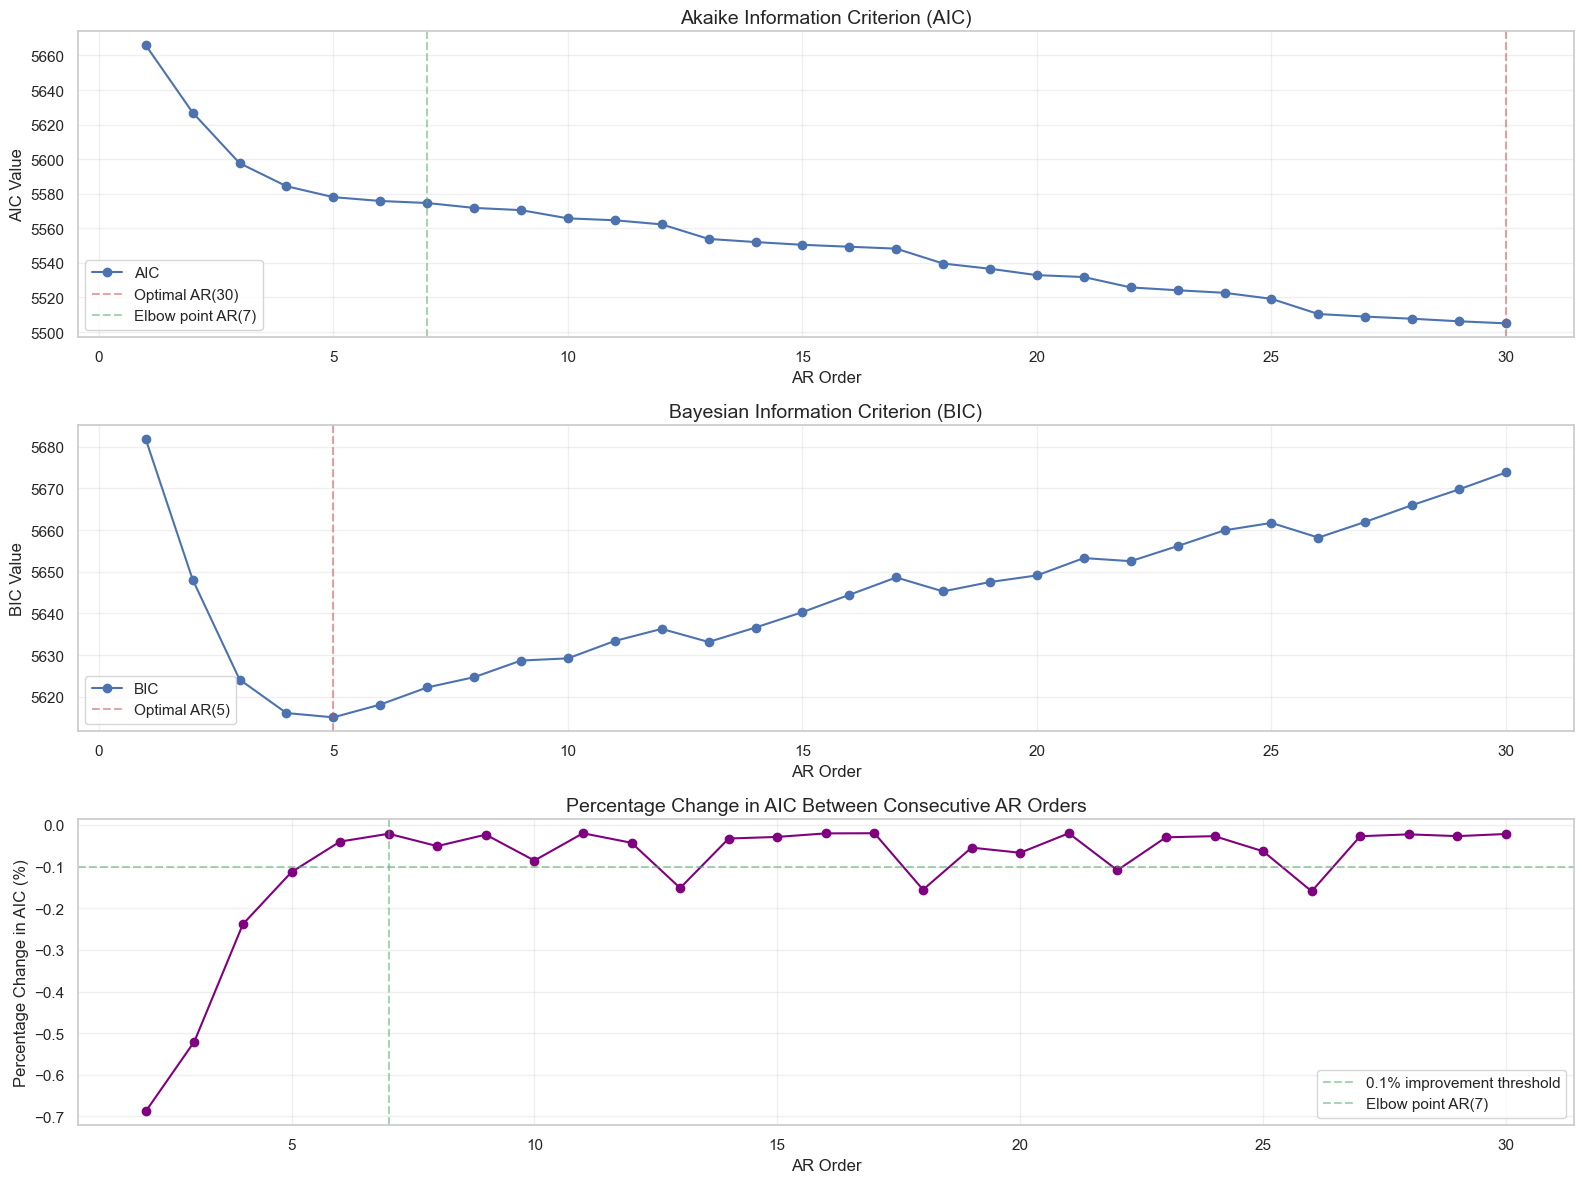 Akaike Information Criterion (AIC)
AIC Value
5660
5640
5620
5600
5580
5560
5540
5520
5500
AIC
Optimal AR(30)
Elbow point AR(7)
0 5 10 15 20 25 30
AR Order
Bayesian Information Criterion (BIC)
BIC Value
5680
5670
5660
5650
5640
5630
5620
BIC
Optimal AR(5)
0 5 10 15 20 25 30
AR Order
Percentage Change in AIC Between Consecutive AR Orders
Percentage Change in AIC (%)
0.0
−0.1
−0.2
−0.3
−0.4
−0.5
−0.6
−0.7
0.1% improvement threshold
Elbow point AR(7)
5 10 15 20 25 30
AR Order